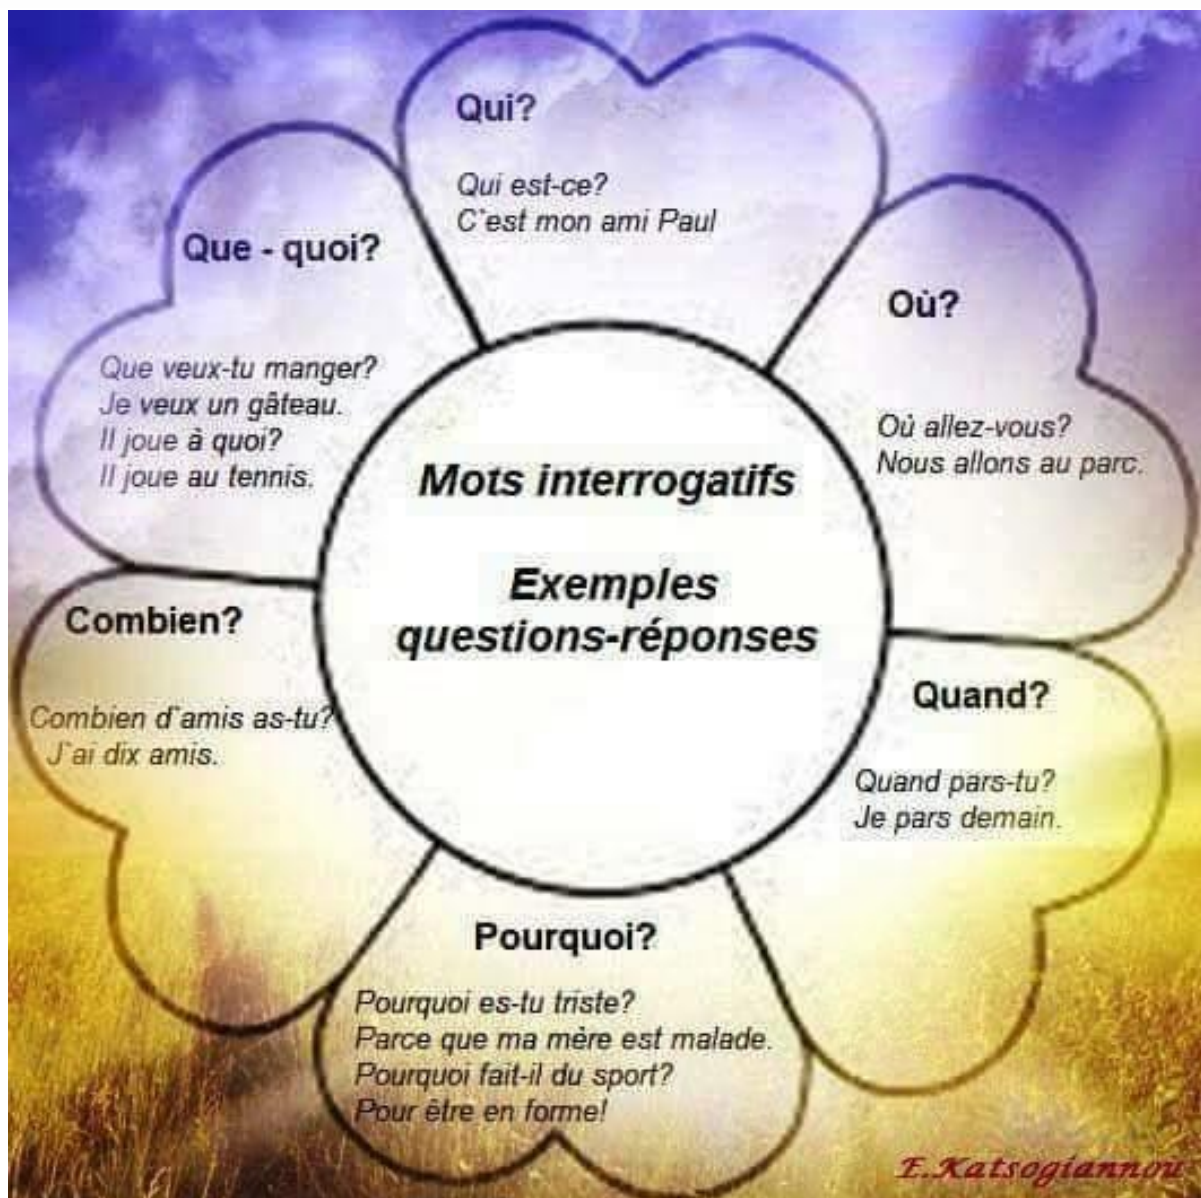 Qui?
Qui est-ce?
C`est mon ami Paul
Où?
Où allez-vous?
Nous allons au parc.
Quand?
Quand pars-tu?
Je pars demain.
Pourquoi?
Pourquoi es-tu triste?
Parce que ma mère est malade.
Pourquoi fait-il du sport?
Pour être en forme!
Combien?
Combien d`amis as-tu?
J`ai dix amis.
Que - quoi?
Que veux-tu manger?
Je veux un gâteau.
Il joue à quoi?
Il joue au tennis.
Mots interrogatifs
Exemples
questions-réponses
E.Katsogiannou